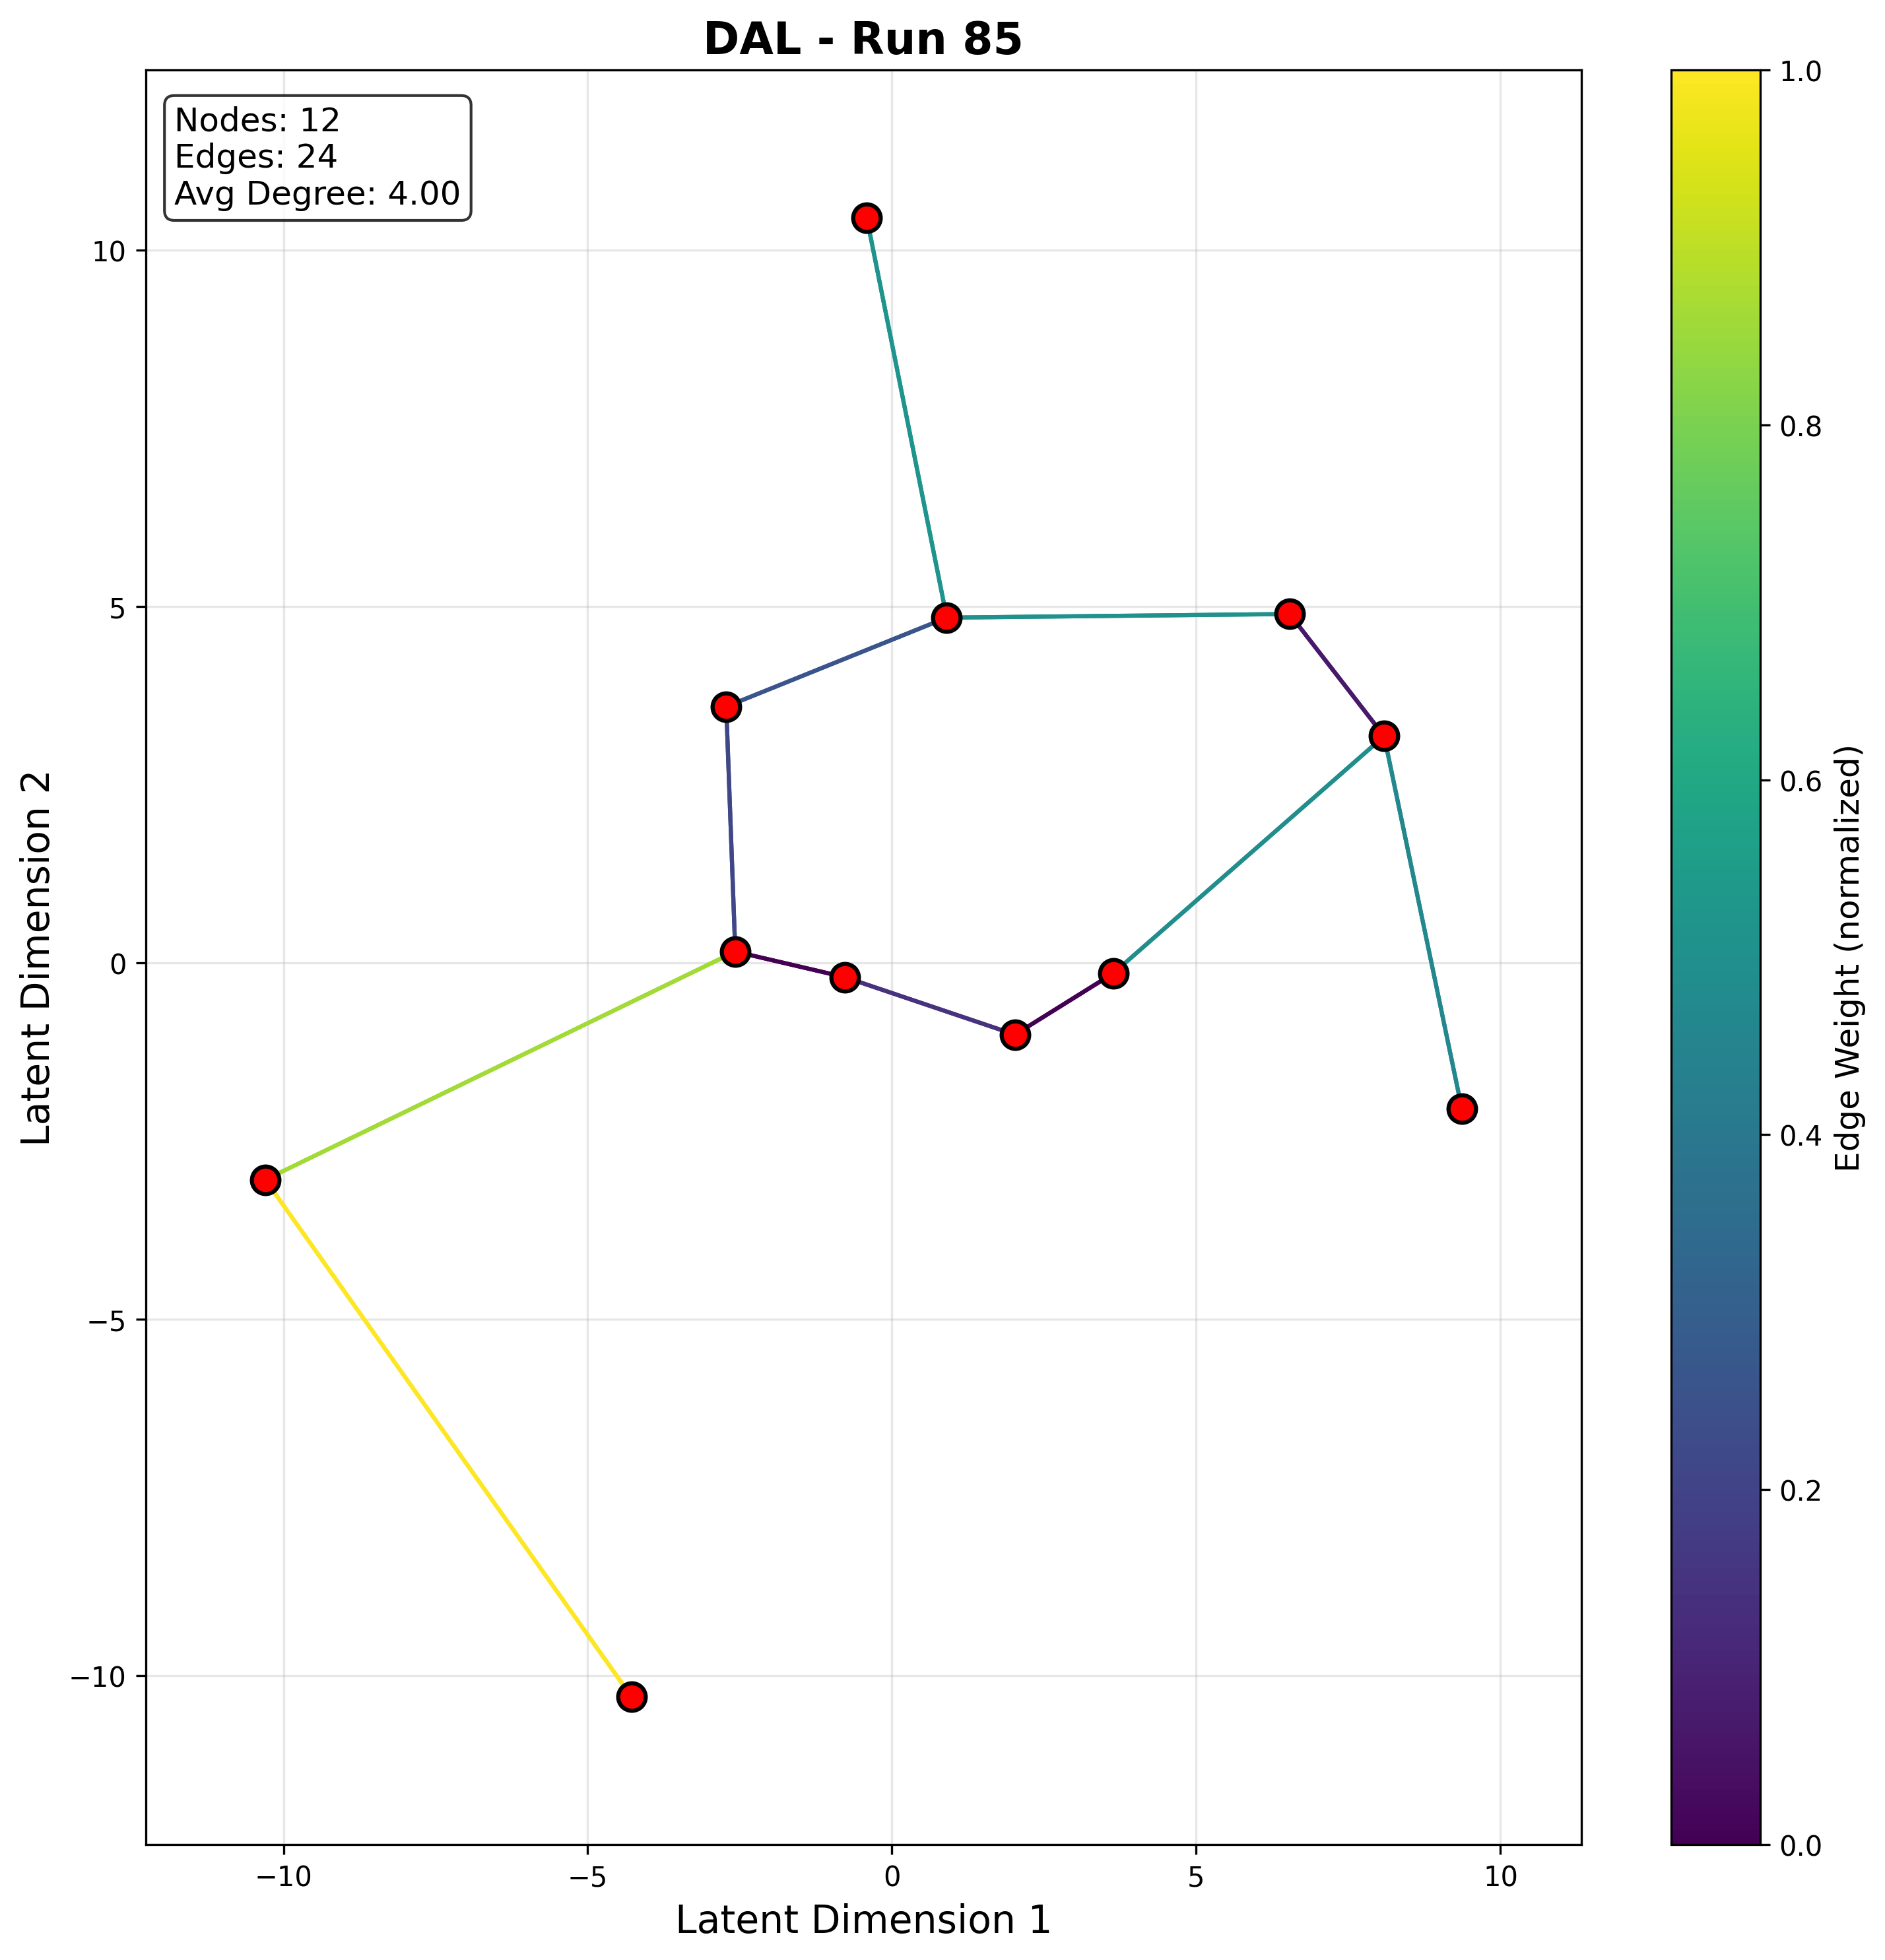 DAL - Run 85
Nodes: 12
Edges: 24
Avg Degree: 4.00
10
5
0
−5
−10
Latent Dimension 2
−10
−5
0
5
10
Latent Dimension 1
1.0
0.8
0.6
0.4
0.2
0.0
Edge Weight (normalized)